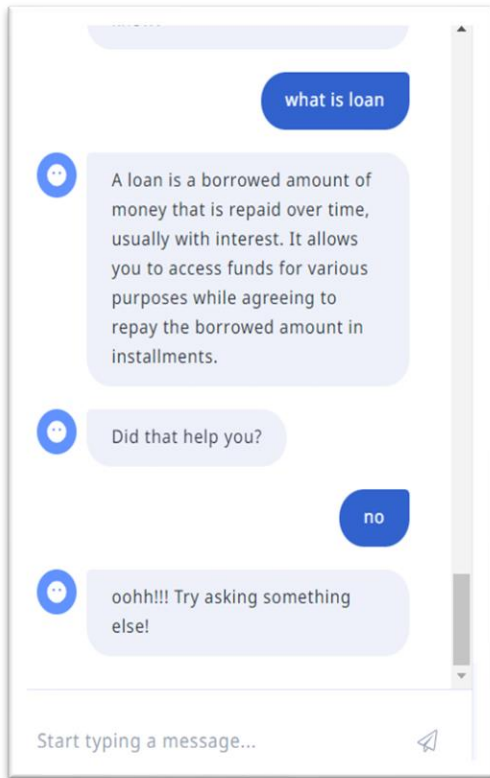 what is loan
A loan is a borrowed amount of
money that is repaid over time,
usually with interest. It allows
you to access funds for various
purposes while agreeing to
repay the borrowed amount in
installments.
Did that help you?
no
oohh!!! Try asking something
else!
Start typing a message...